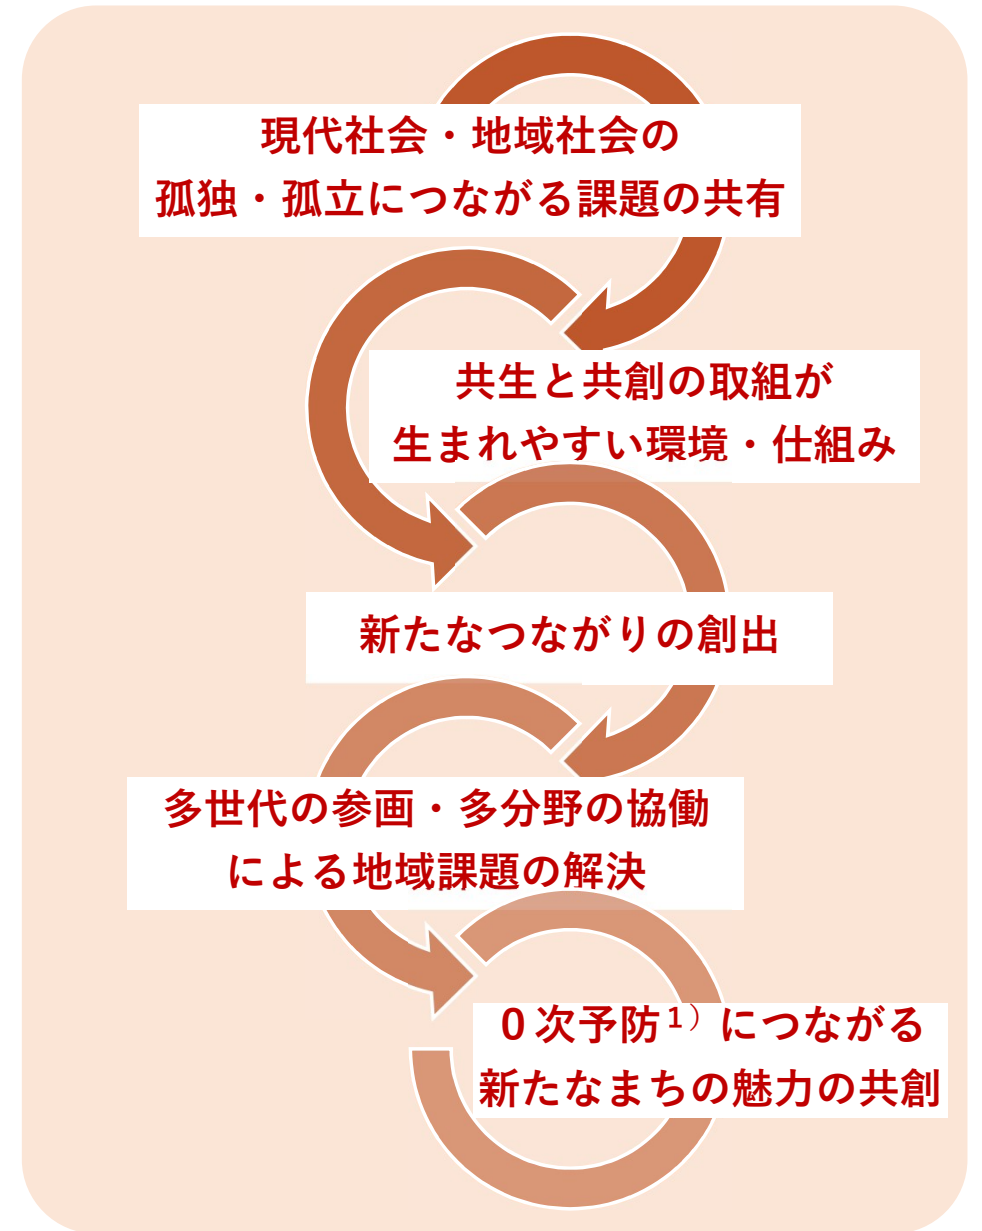 現代社会・地域社会の
孤独・孤立につながる課題の共有
共生と共創の取組が
生まれやすい環境・仕組み
新たなつながりの創出
多世代の参画・多分野の協働
による地域課題の解決
０次予防¹⁾につながる
新たなまちの魅力の共創